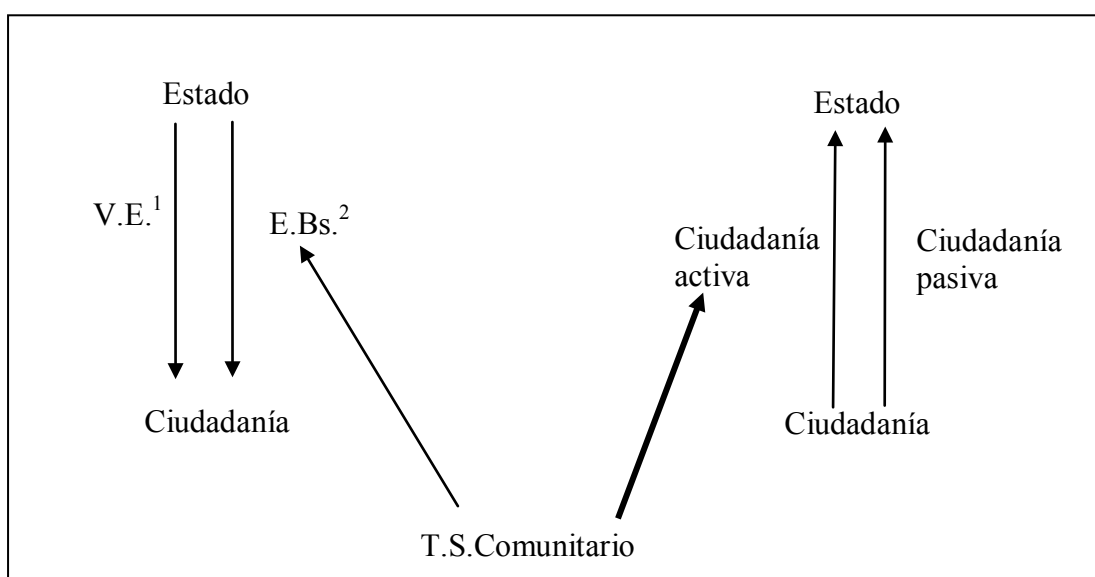 Estado
Estado
V.E.¹
E.Bs.²
Ciudadanía
activa
Ciudadanía
pasiva
Ciudadanía
Ciudadanía
T.S.Comunitario